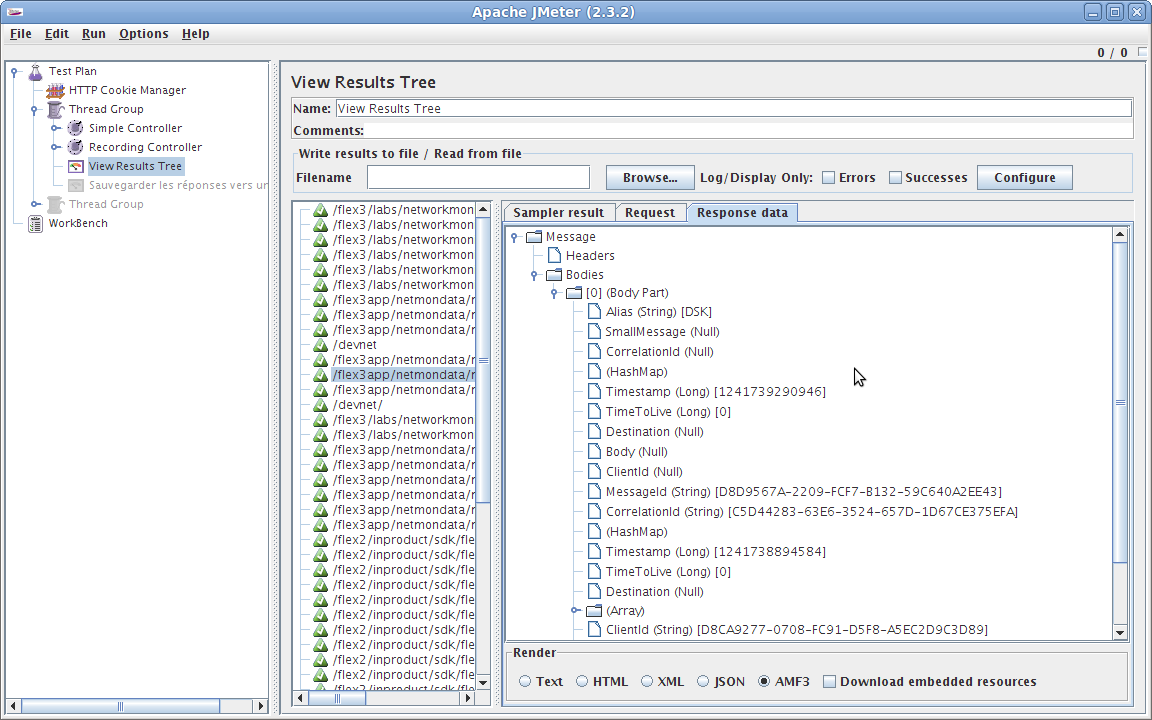 Apache JMeter (2.3.2)
File Edit Run Options Help
0 / 0
Test Plan
HTTP Cookie Manager
Thread Group
Simple Controller
Recording Controller
View Results Tree
Sauvegarder les réponses vers un
Thread Group
WorkBench
View Results Tree
Name: View Results Tree
Comments:
Write results to file / Read from file
Filename Browse... Log/Display Only: Errors Successes Configure
/flex3/labs/networkmon
/flex3/labs/networkmon
/flex3/labs/networkmon
/flex3/labs/networkmon
/flex3/labs/networkmon
/flex3/labs/networkmon
/flex3app/netmondata/r
/flex3app/netmondata/r
/flex3app/netmondata/r
/devnet
/flex3app/netmondata/r
/flex3app/netmondata/r
/flex3app/netmondata/r
/devnet/
/flex3/labs/networkmon
/flex3/labs/networkmon
/flex3app/netmondata/r
/flex3app/netmondata/r
/flex3app/netmondata/r
/flex3app/netmondata/r
/flex3app/netmondata/r
/flex3app/netmondata/r
/flex2/inproduct/sdk/fle
/flex2/inproduct/sdk/fle
/flex2/inproduct/sdk/fle
/flex2/inproduct/sdk/fle
/flex2/inproduct/sdk/fle
/flex2/inproduct/sdk/fle
/flex2/inproduct/sdk/fle
/flex2/inproduct/sdk/fle
/flex2/inproduct/sdk/fle
/flex2/inproduct/sdk/fle
/flex2/inproduct/sdk/fle
Sampler result Request Response data
Message
Headers
Bodies
[0] (Body Part)
Alias (String) [DSK]
SmallMessage (Null)
CorrelationId (Null)
(HashMap)
Timestamp (Long) [1241739290946]
TimeToLive (Long) [0]
Destination (Null)
Body (Null)
ClientId (Null)
MessageId (String) [D8D9567A-2209-FCF7-B132-59C640A2EE43]
CorrelationId (String) [C5D44283-63E6-3524-657D-1D67CE375EFA]
(HashMap)
Timestamp (Long) [1241738894584]
TimeToLive (Long) [0]
Destination (Null)
(Array)
ClientId (String) [D8CA9277-0708-FC91-D5F8-A5EC2D9C3D89]
Render
Text HTML XML JSON AMF3 Download embedded resources